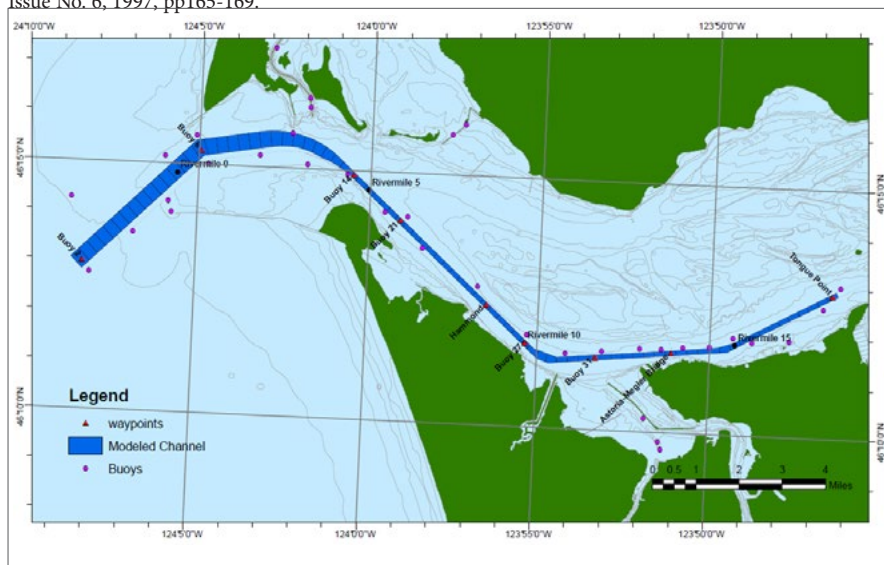 Issue No. 6, 1997, pp165-169.
124°10'0"W
124°5'0"W
124°0'0"W
123°55'0"W
123°50'0"W
46°15'0"N
46°15'0"N
Buoy
Rivermile 0
Buoy 14
Rivermile 5
Buoy 21
Buoy
Tongue Point
Hammond
Rivermile 10
Buoy 27
Rivermile 15
Buoy 31
Astoria-Megler Bridge
46°10'0"N
46°10'0"N
Legend
waypoints
Modeled Channel
Buoys
0 0.5 1 2 3 4
Miles
124°5'0"W
124°0'0"W
123°55'0"W
123°50'0"W